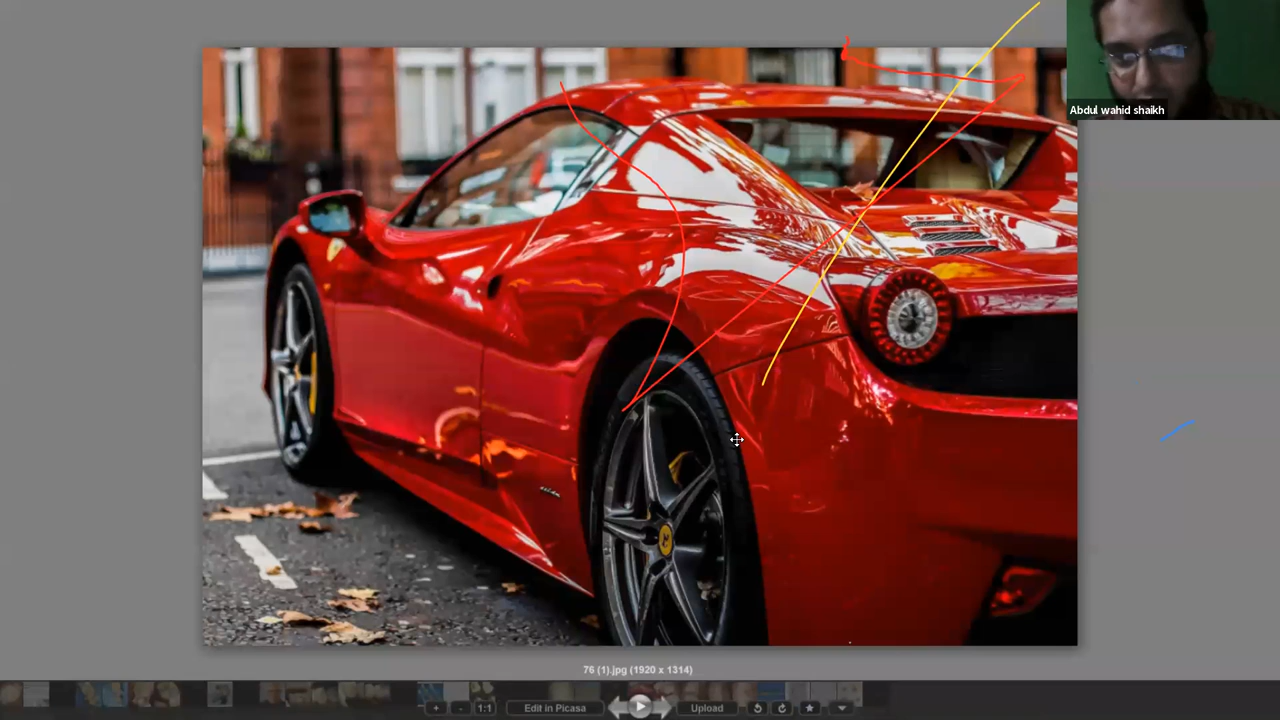 Abdul wahid shaikh
76 (1).jpg (1920 x 1314)
1:1
Edit in Picasa
Upload